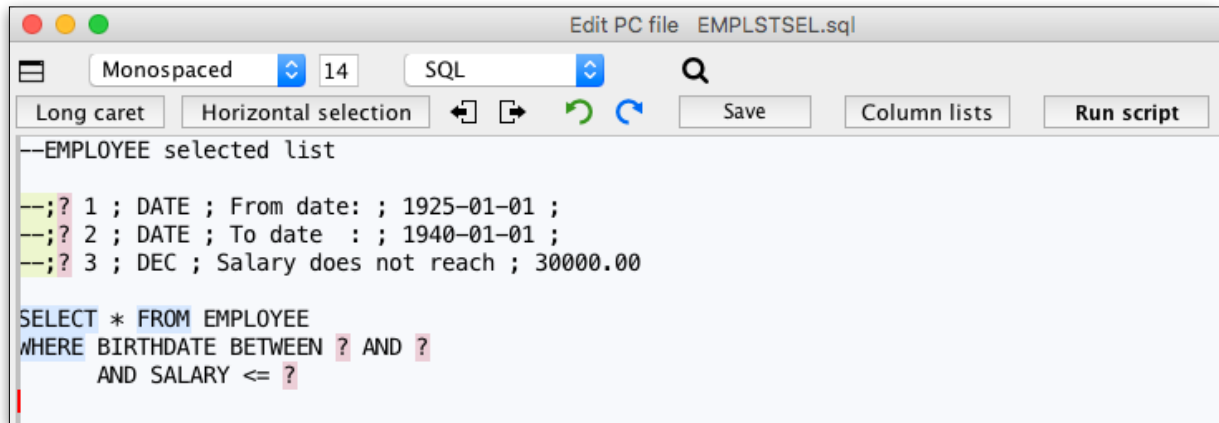 Edit PC file   EMPLSTSEL.sql
Monospaced 14 SQL
Long caret Horizontal selection Save Column lists Run script
--EMPLOYEE selected list
--;? 1 ; DATE ; From date: ; 1925-01-01 ;
--;? 2 ; DATE ; To date  : ; 1940-01-01 ;
--;? 3 ; DEC ; Salary does not reach ; 30000.00
SELECT * FROM EMPLOYEE
WHERE BIRTHDATE BETWEEN ? AND ?
      AND SALARY <= ?